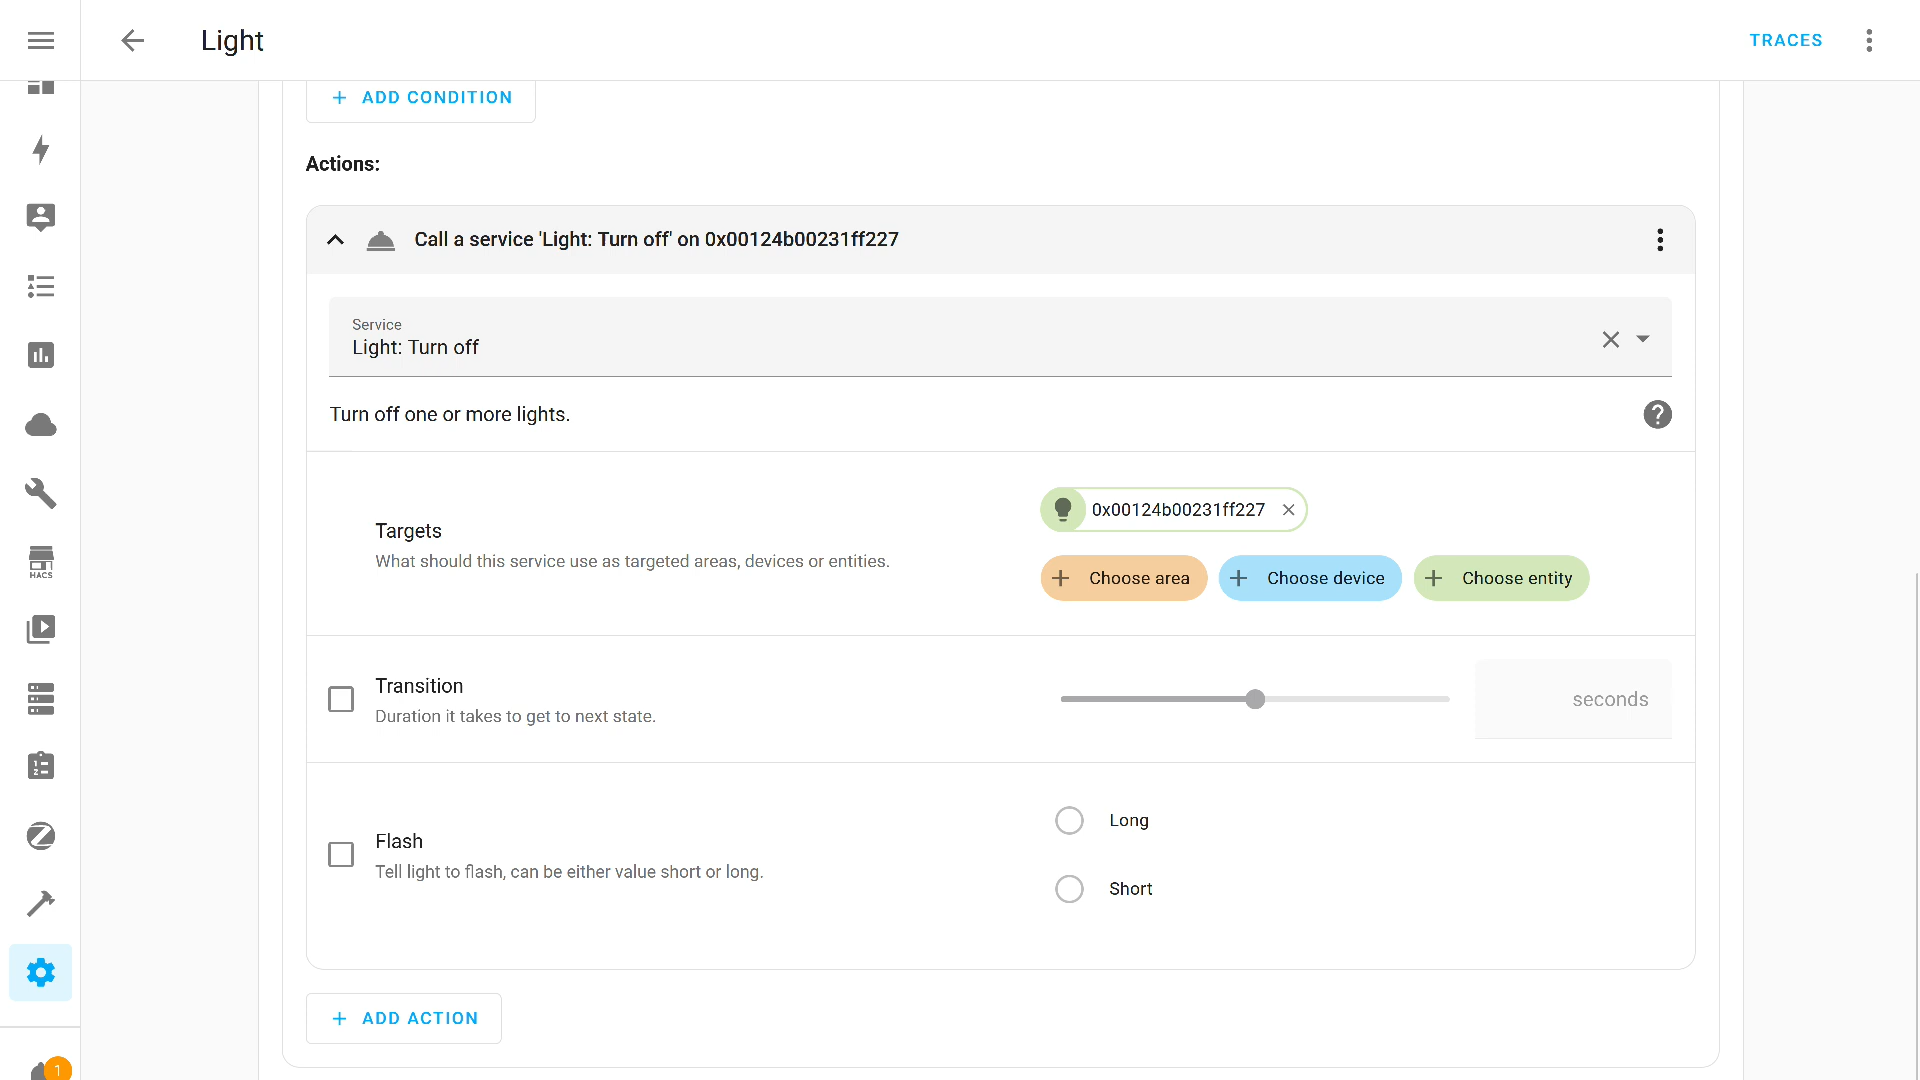 Light
TRACES
ADD CONDITION
Actions:
Call a service 'Light: Turn off' on 0x00124b00231ff227
Service
Light: Turn off
Turn off one or more lights.
0x00124b00231ff227
Targets
What should this service use as targeted areas, devices or entities.
Choose area
Choose device
Choose entity
Transition
Duration it takes to get to next state.
seconds
Flash
Tell light to flash, can be either value short or long.
Long
Short
ADD ACTION
HACS
1